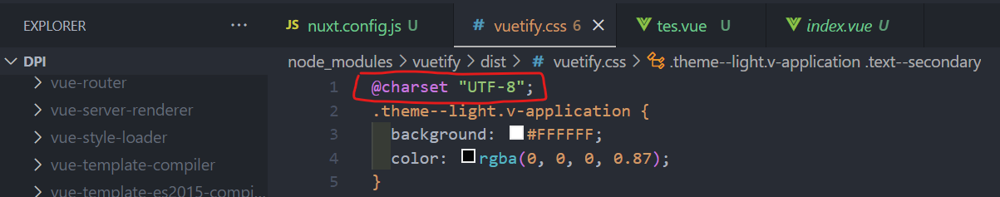 EXPLORER ···
JS nuxt.config.js U
# vuetify.css 6 ×
tes.vue U
index.vue U
DPI
node_modules > vuetify > dist > # vuetify.css > .theme--light.v-application .text--secondary
> vue-router
> vue-server-renderer
> vue-style-loader
> vue-template-compiler
> vue-template-es2015-compi...
1 @charset "UTF-8";
2 .theme--light.v-application {
3 background: #FFFFFF;
4 color: rgba(0, 0, 0, 0.87);
5 }